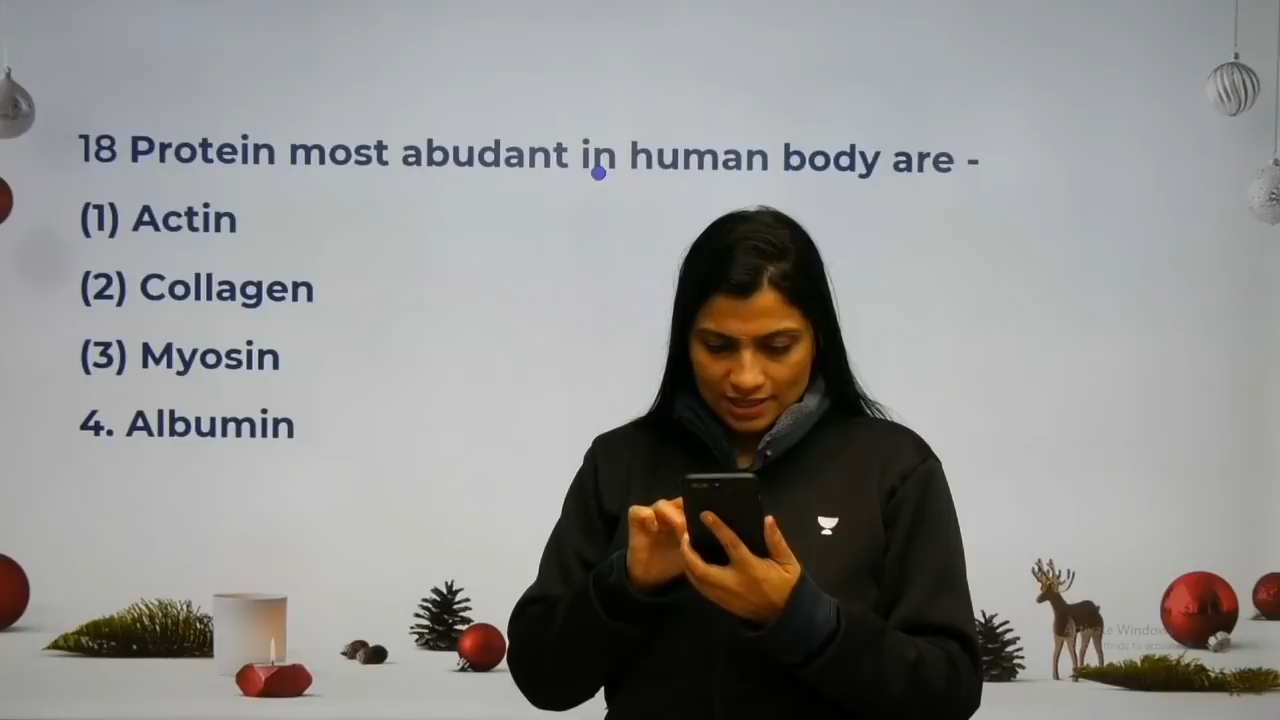 18 Protein most abudant in human body are -
(1) Actin
(2) Collagen
(3) Myosin
4. Albumin